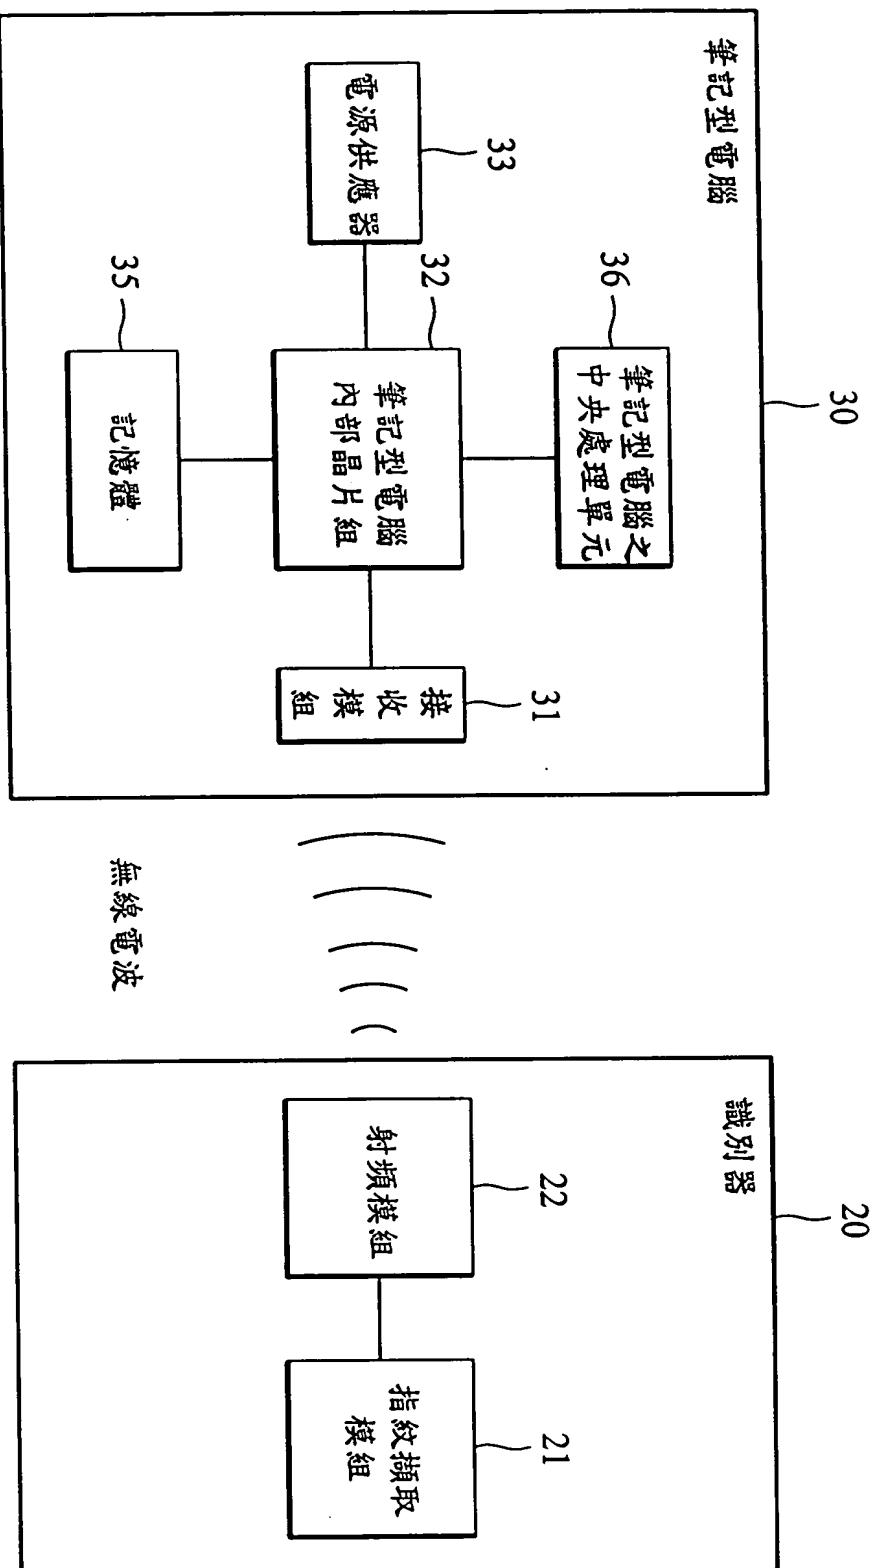 筆記型電腦
30
電源供應器
33
筆記型電腦之
中央處理單元
36
筆記型電腦
內部晶片組
32
記憶體
35
接
收
模
組
31
無線電波
識別器
20
射頻模組
22
指紋擷取
模組
21